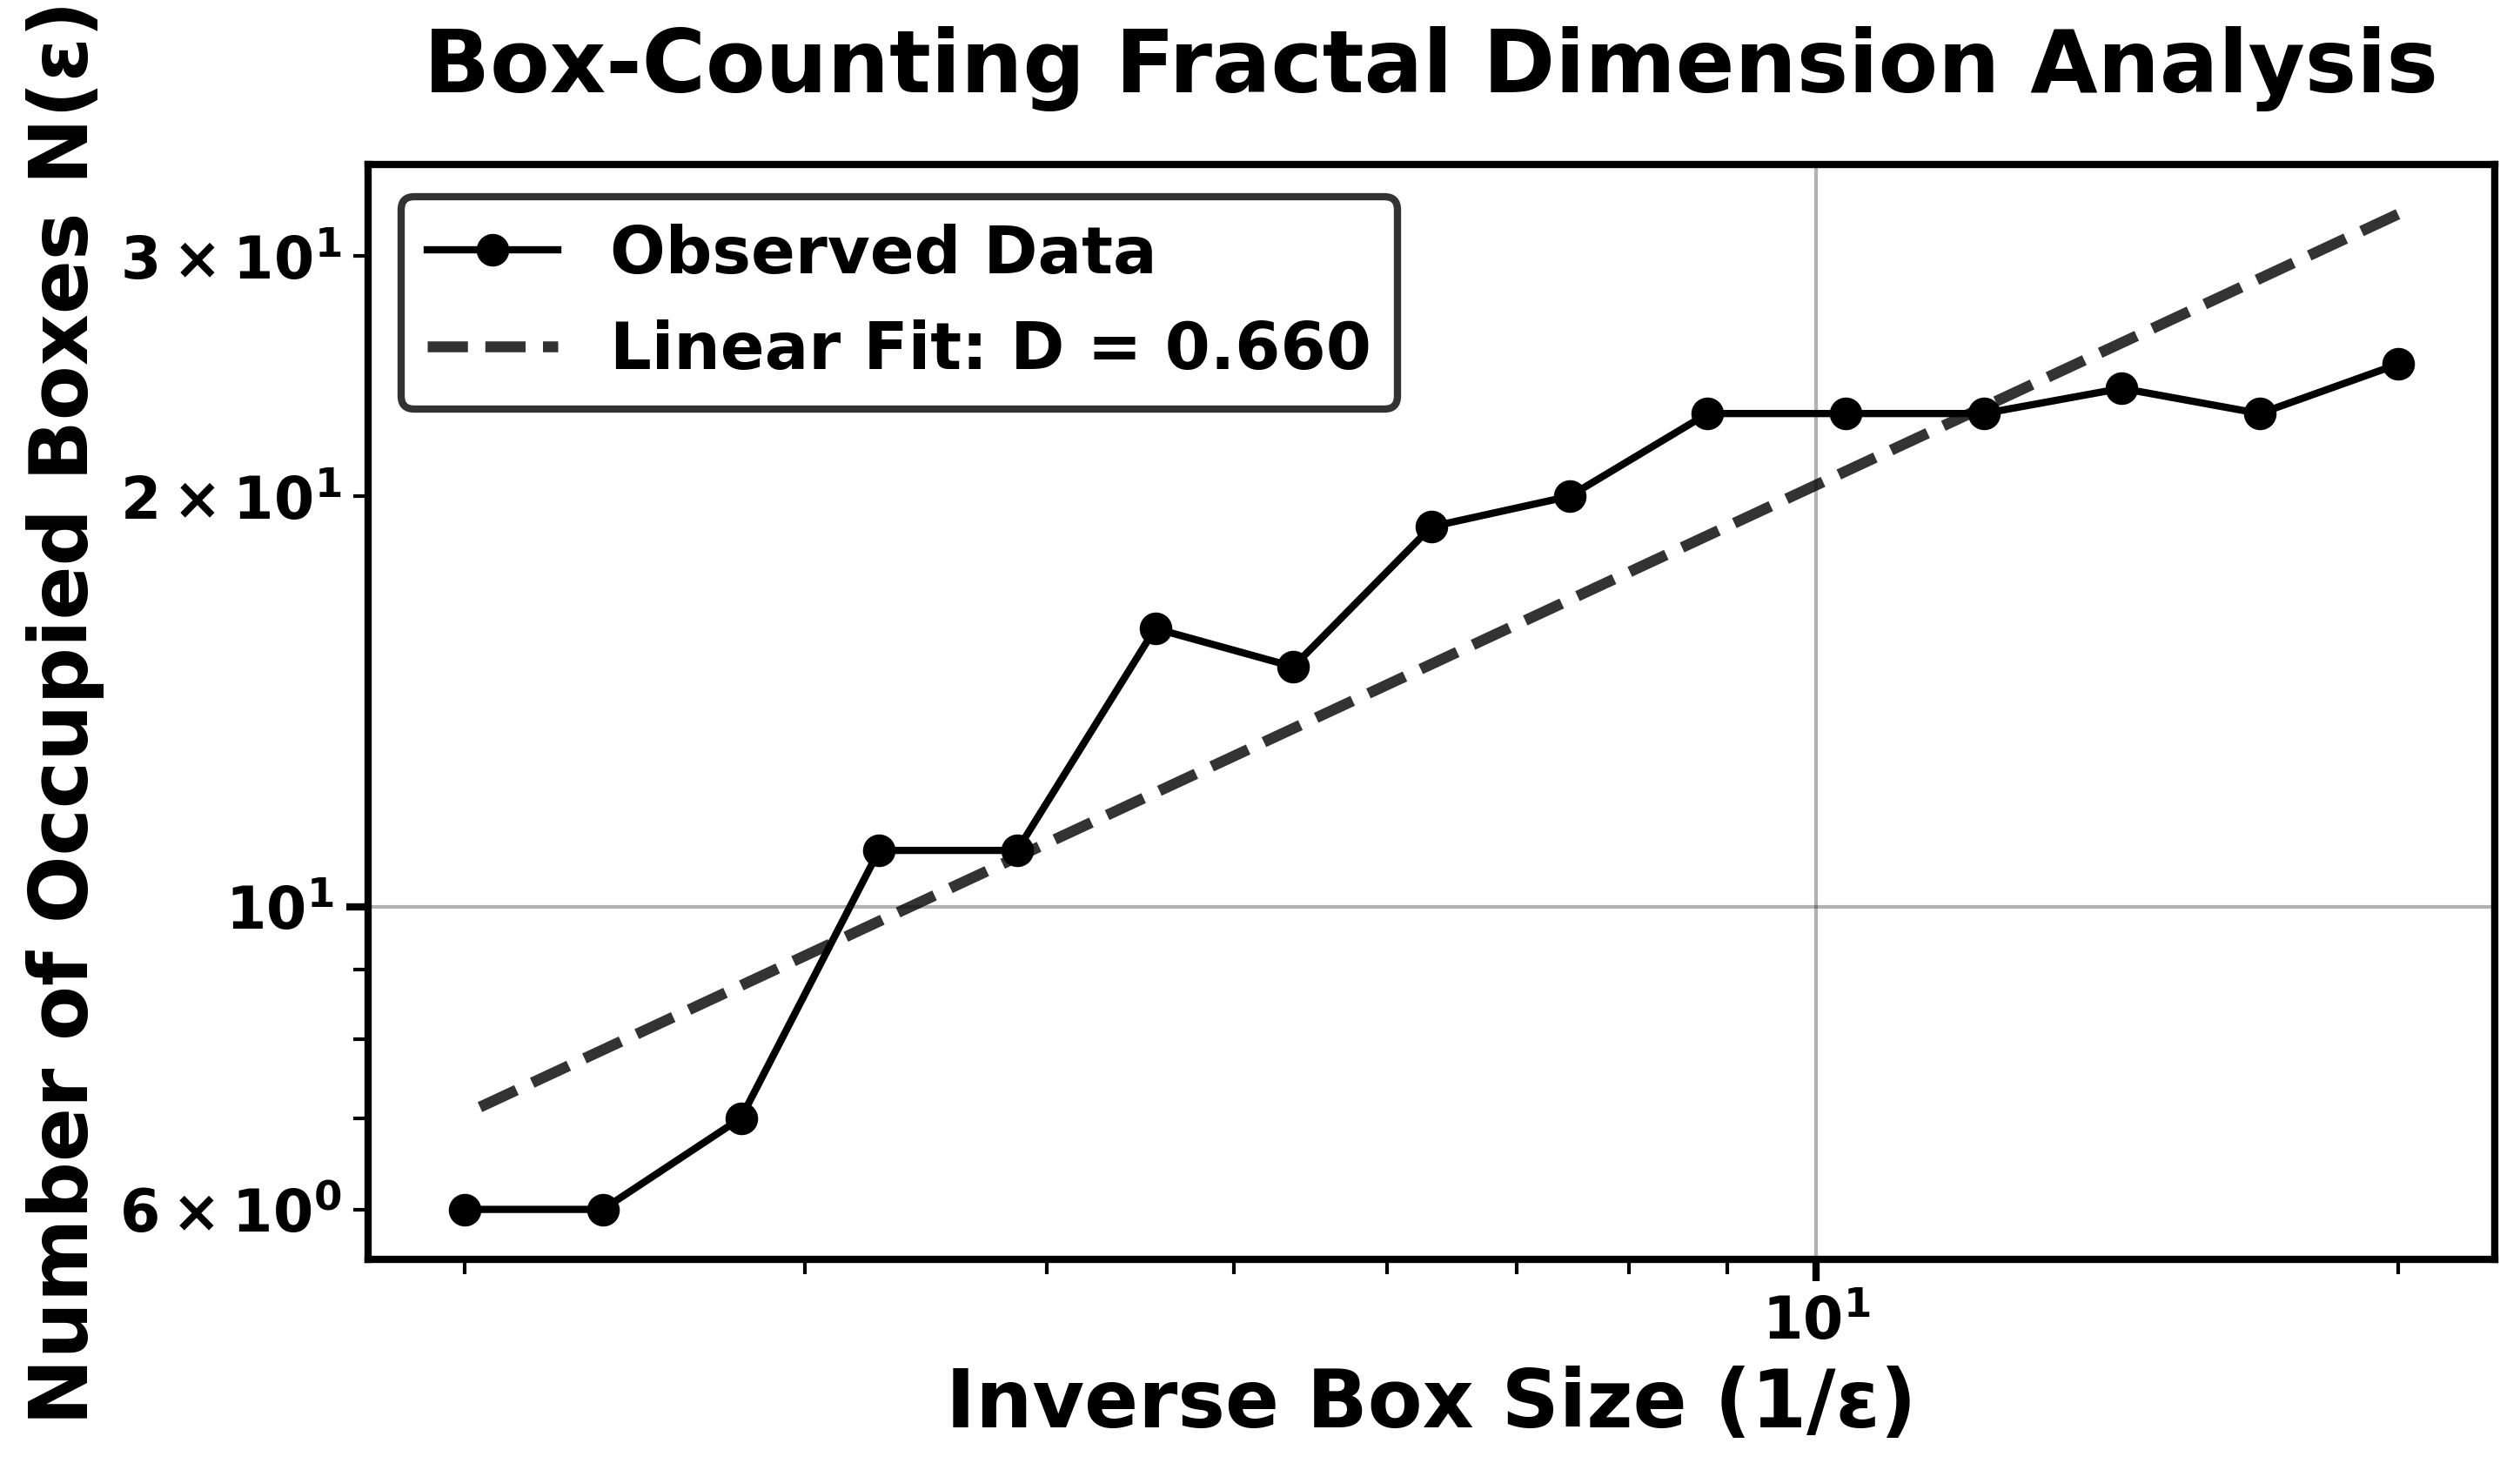 Box-Counting Fractal Dimension Analysis
Number of Occupied Boxes N(ε)
3 × 10¹
2 × 10¹
10¹
6 × 10⁰
Observed Data
Linear Fit: D = 0.660
10¹
Inverse Box Size (1/ε)